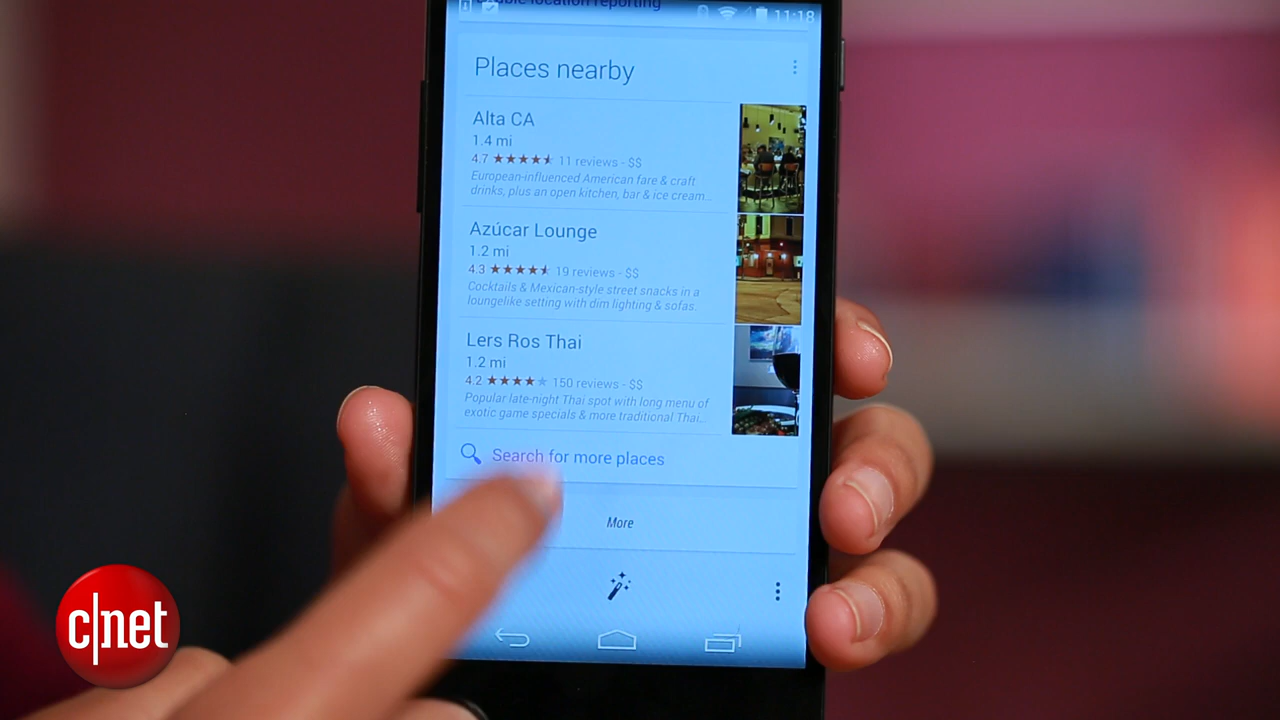 enable location reporting
11:18
Places nearby
Alta CA
1.4 mi
4.7 ★★★★★ 11 reviews - $$
European-influenced American fare & craft
drinks, plus an open kitchen, bar & ice cream...
Azúcar Lounge
1.2 mi
4.3 ★★★★★ 19 reviews - $$
Cocktails & Mexican-style street snacks in a
loungelike setting with dim lighting & sofas.
Lers Ros Thai
1.2 mi
4.2 ★★★★★ 150 reviews - $$
Popular late-night Thai spot with long menu of
exotic game specials & more traditional Thai...
Search for more places
More
c|net